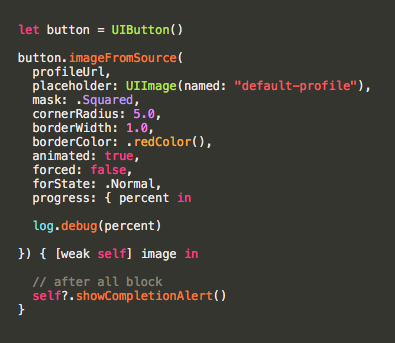 let button = UIButton()
button.imageFromSource(
profileUrl,
placeholder: UIImage(named: "default-profile"),
mask: .Squared,
cornerRadius: 5.0,
borderWidth: 1.0,
borderColor: .redColor(),
animated: true,
forced: false,
forState: .Normal,
progress: { percent in
log.debug(percent)
}) { [weak self] image in
// after all block
self?.showCompletionAlert()
}